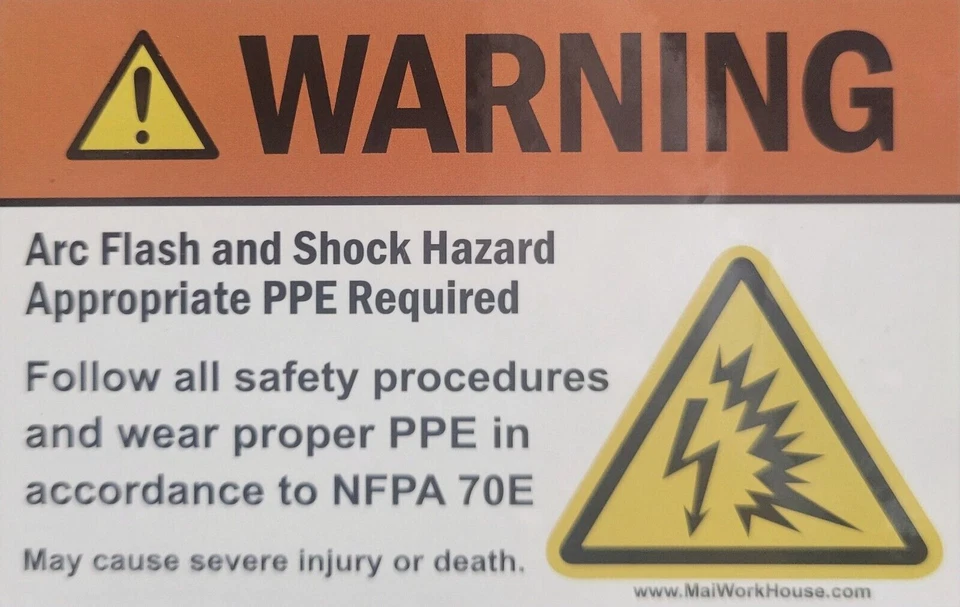 WARNING
Arc Flash and Shock Hazard
Appropriate PPE Required
Follow all safety procedures
and wear proper PPE in
accordance to NFPA 70E
May cause severe injury or death.
www.MaiWorkHouse.com